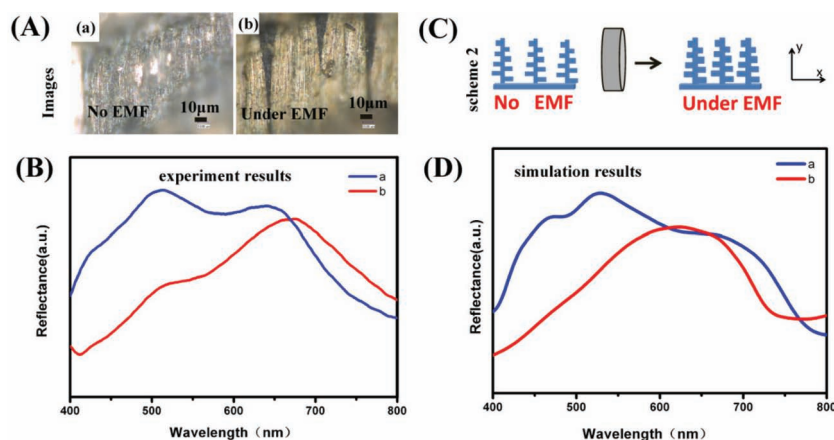 (A)
Images
(a)
No EMF
10μm
(b)
Under EMF
10μm
(C)
scheme 2
No EMF
Under EMF
y
x
(B)
experiment results
a
b
Reflectance(a.u.)
400 500 600 700 800
Wavelength（nm）
(D)
simulation results
a
b
Reflectance(a.u.)
400 500 600 700 800
Wavelength（nm）